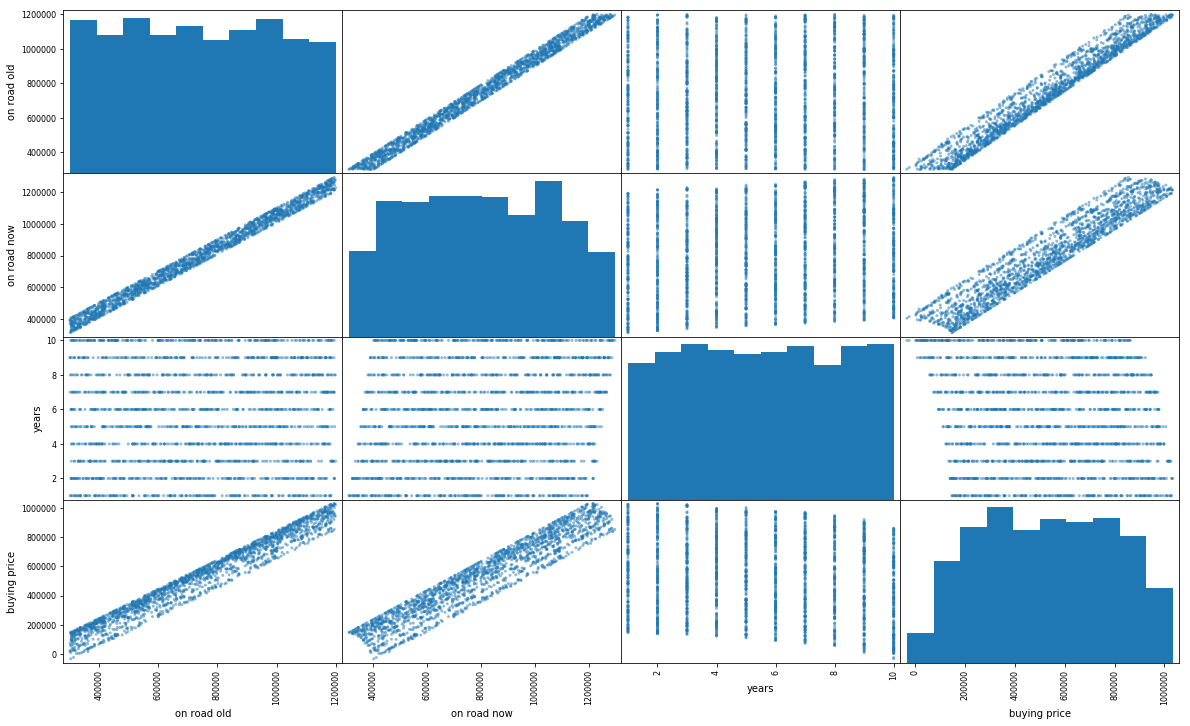 on road old
1200000
1000000
800000
600000
400000
on road now
1200000
1000000
800000
600000
400000
years
10
8
6
4
2
buying price
1000000
800000
600000
400000
200000
0
400000 600000 800000 1000000 1200000
400000 600000 800000 1000000 1200000
2 4 6 8 10
0 200000 400000 600000 800000 1000000
on road old on road now years buying price